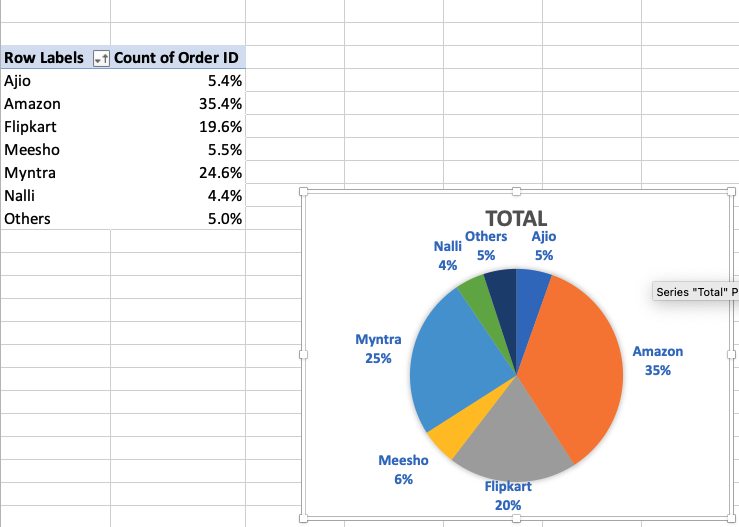 Row Labels Count of Order ID
Ajio 5.4%
Amazon 35.4%
Flipkart 19.6%
Meesho 5.5%
Myntra 24.6%
Nalli 4.4%
Others 5.0%
TOTAL
Others
5%
Ajio
5%
Nalli
4%
Series "Total" P
Myntra
25%
Amazon
35%
Meesho
6%
Flipkart
20%